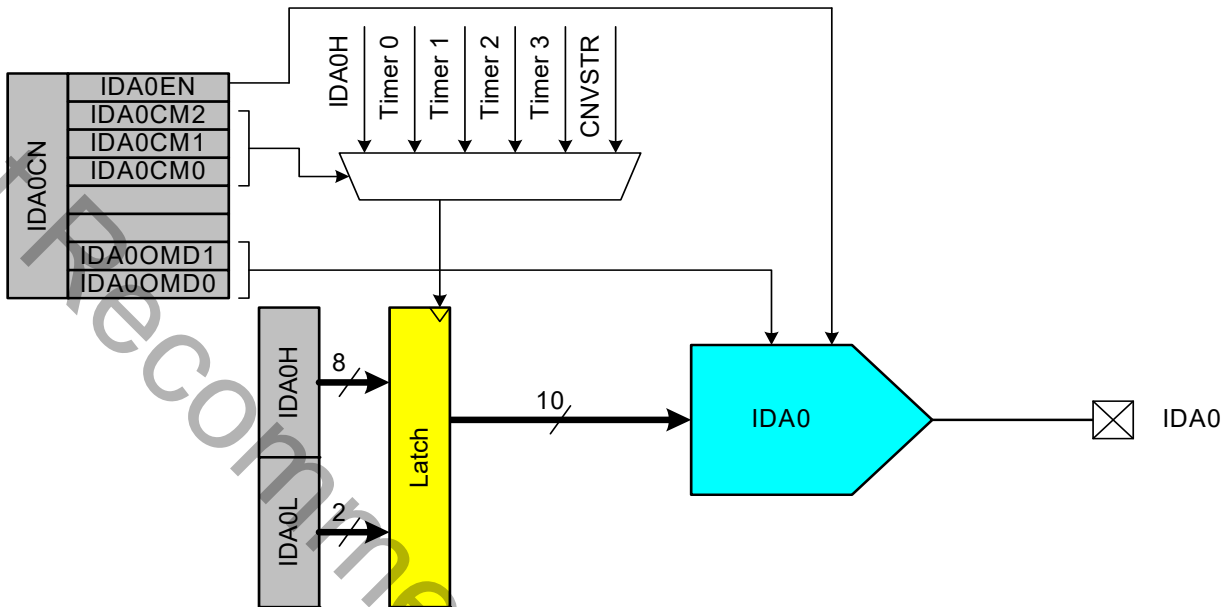 IDA0CN
IDA0EN
IDA0CM2
IDA0CM1
IDA0CM0
IDA0OMD1
IDA0OMD0
IDA0H
Timer 0
Timer 1
Timer 2
Timer 3
CNVSTR
IDA0H
IDA0L
8
2
Latch
10
IDA0
IDA0
Recomme